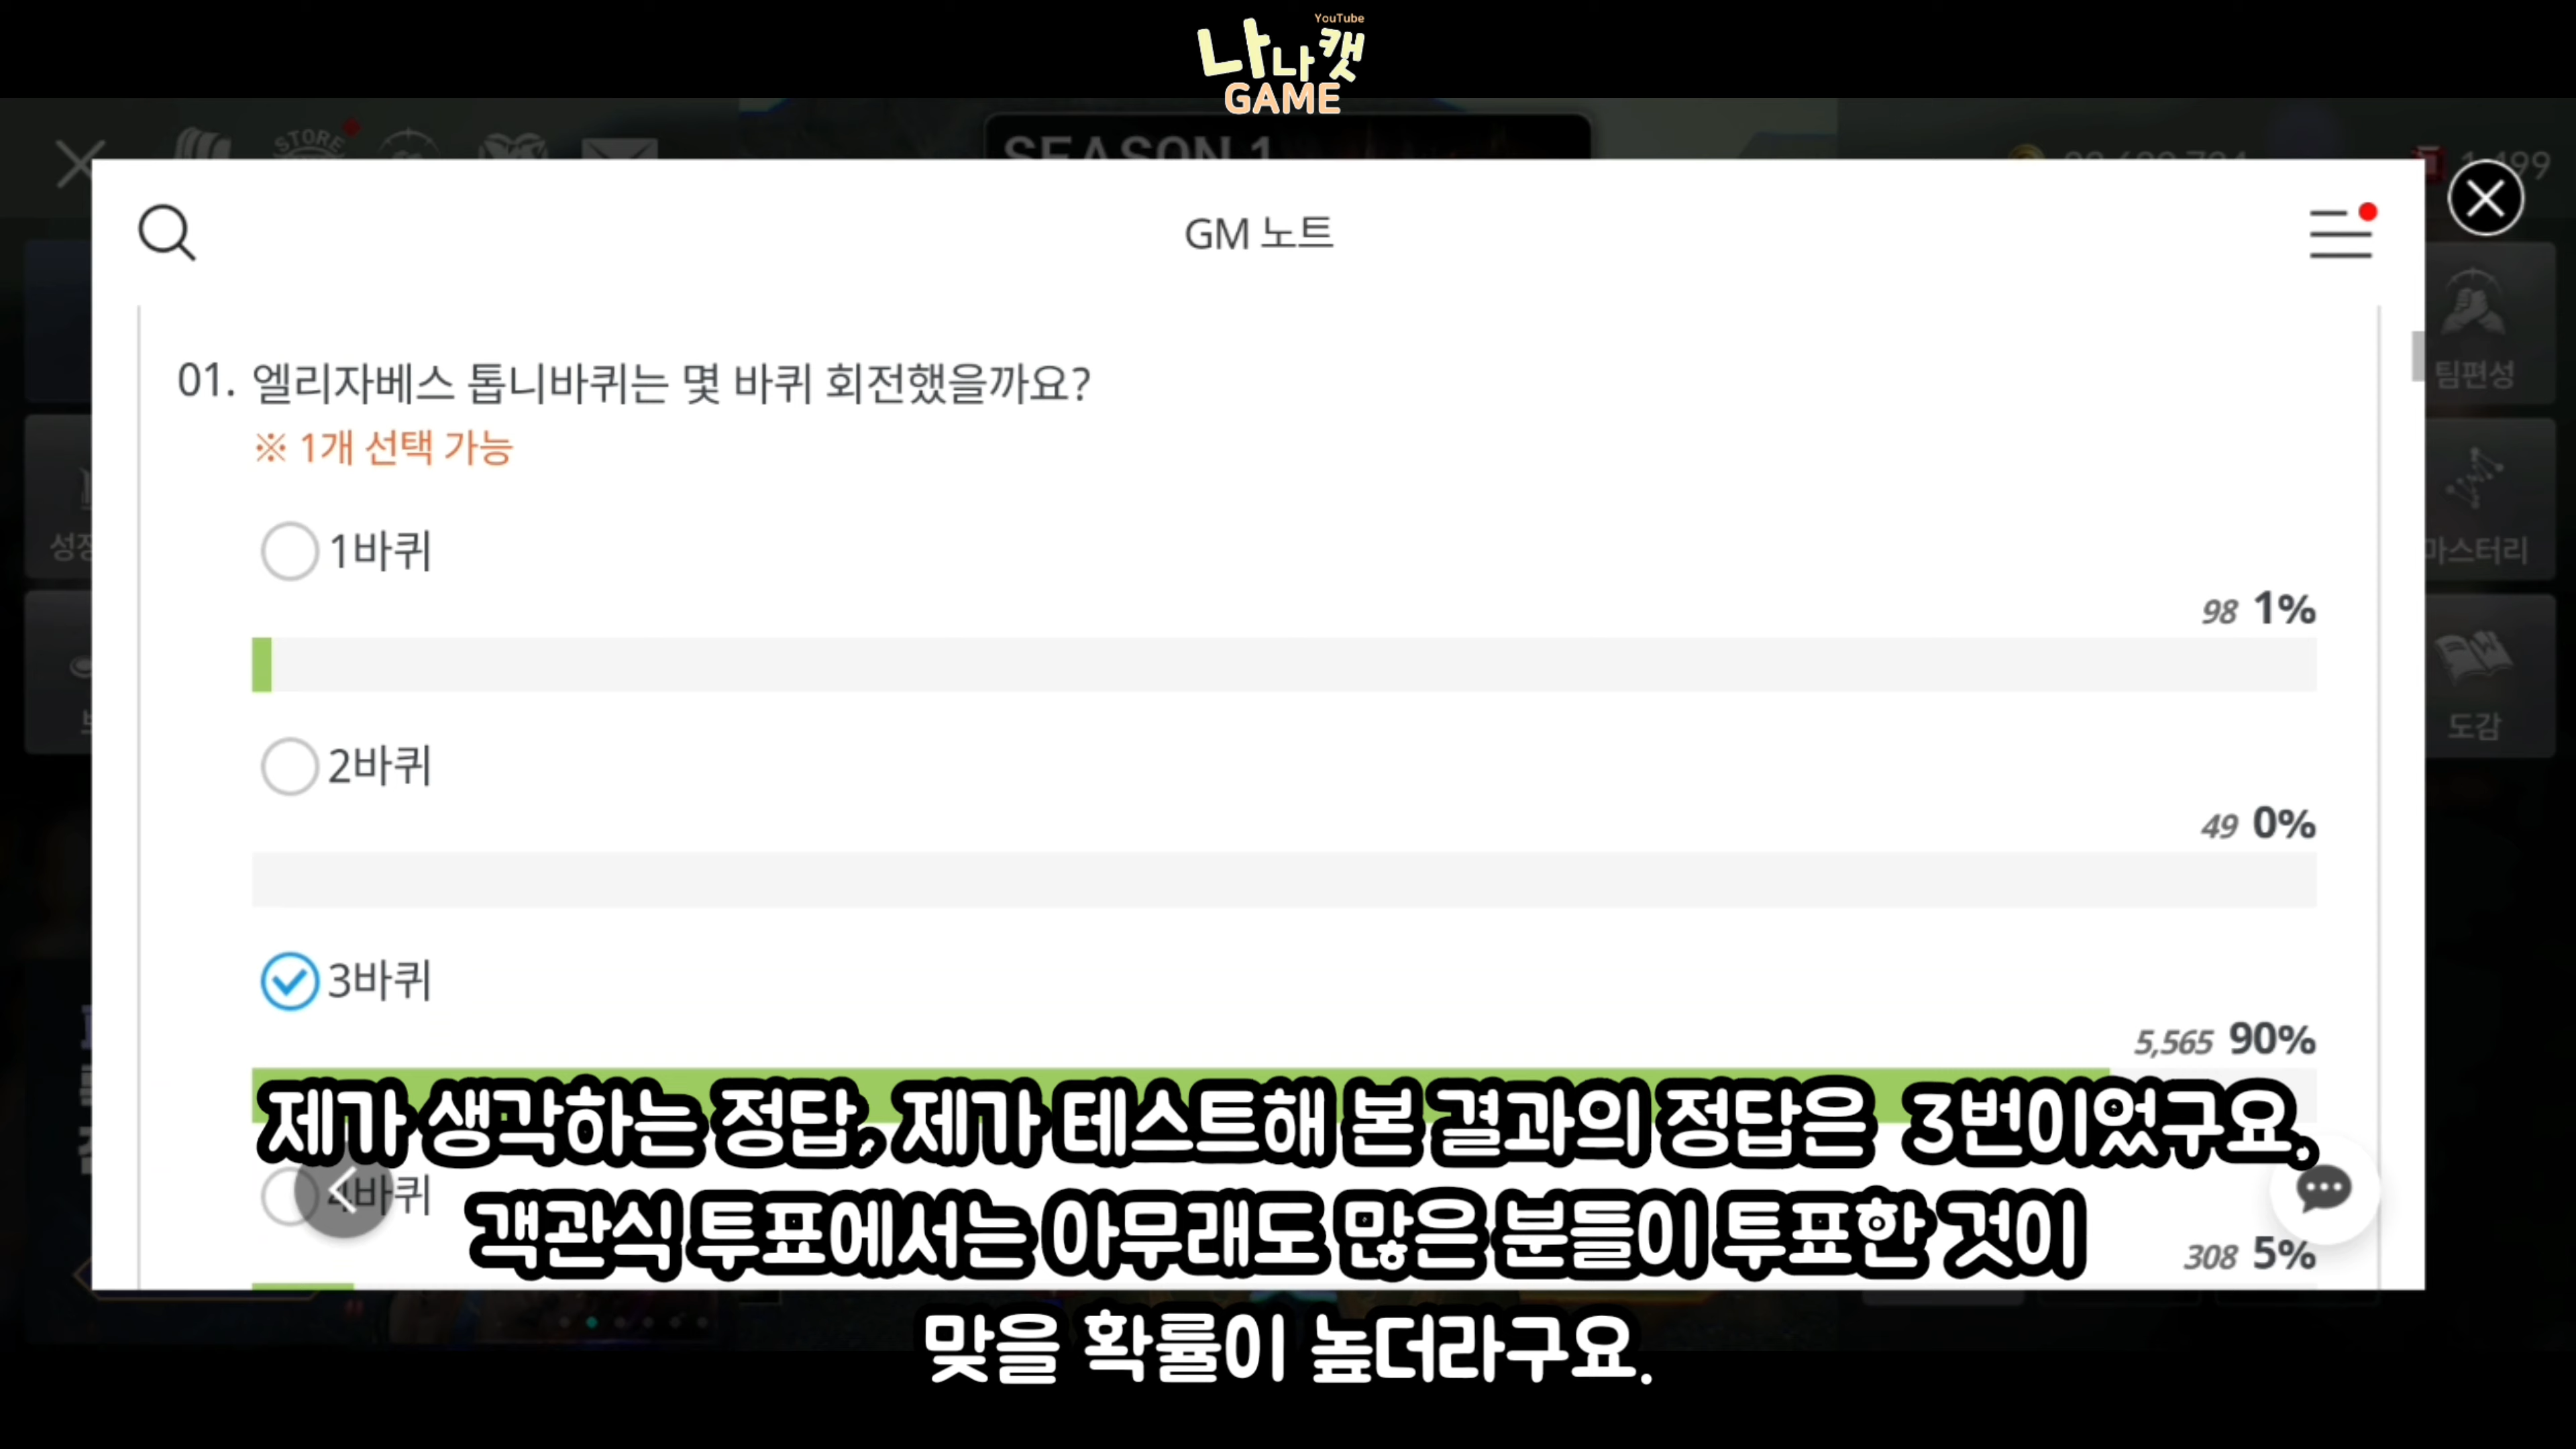 YouTube
나나캣
GAME
STORE
SEASON 1
GM 노트
팀편성
01. 엘리자베스 톱니바퀴는 몇 바퀴 회전했을까요?
※ 1개 선택 가능
1바퀴
마스터리
98 1%
2바퀴
도감
49 0%
3바퀴
5,565 90%
제가 생각하는 정답, 제가 테스트해 본 결과의 정답은 3번이었구요.
4바퀴
객관식 투표에서는 아무래도 많은 분들이 투표한 것이
308 5%
맞을 확률이 높더라구요.